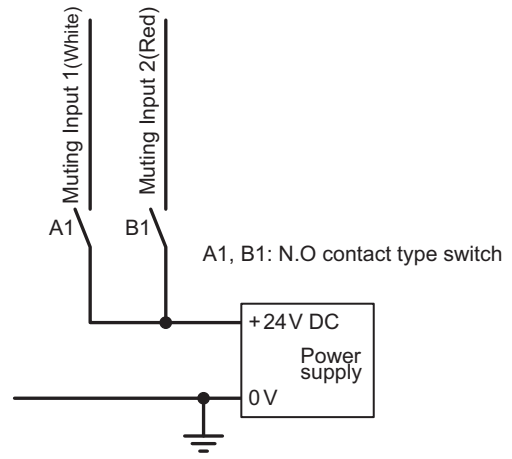 Muting Input 1(White)
Muting Input 2(Red)
A1
B1
A1, B1: N.O contact type switch
+24V DC
Power
supply
0V